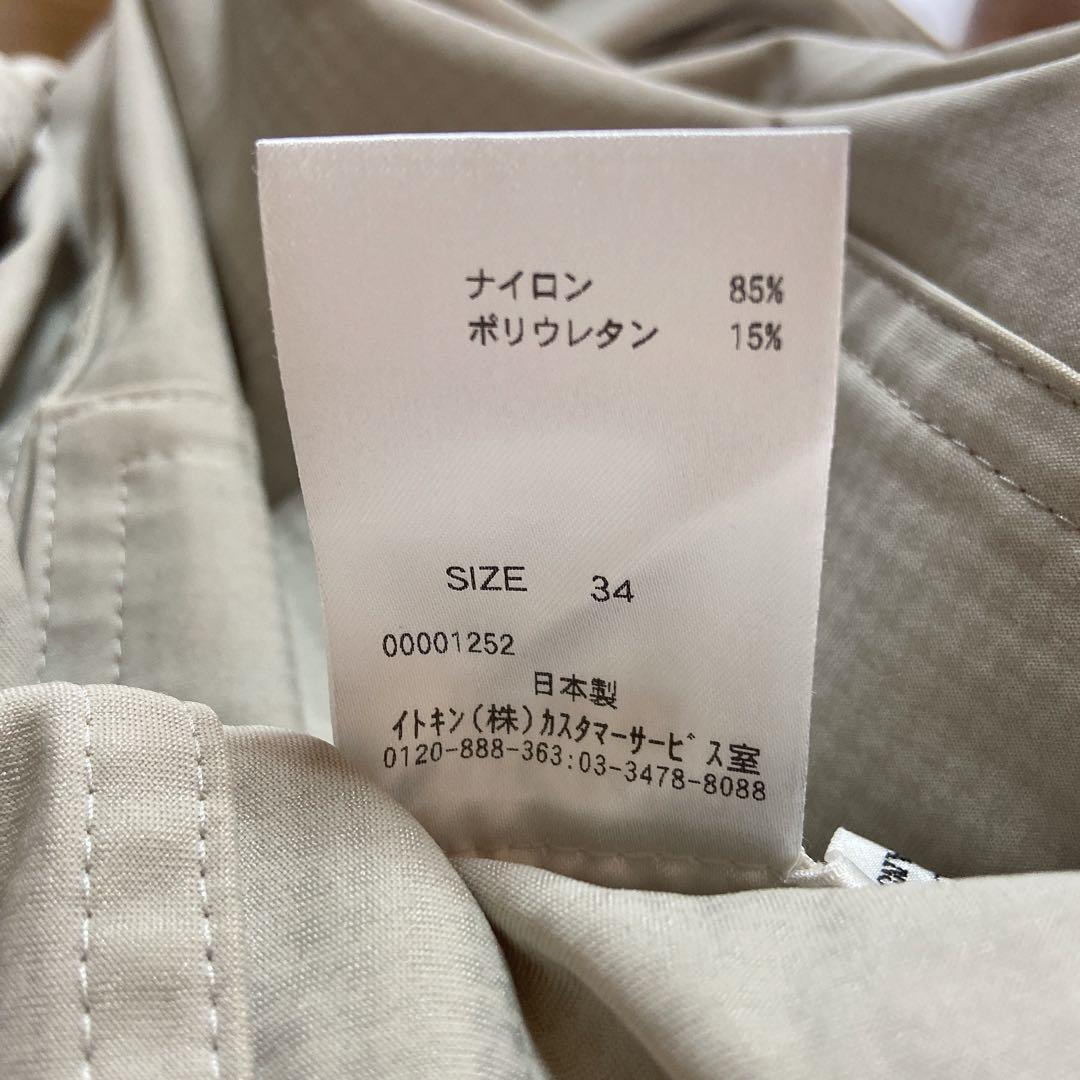 ナイロン 85%
ポリウレタン 15%
SIZE 34
00001252
日本製
イトキン(株)カスタマーサービス室
0120-888-363:03-3478-8088